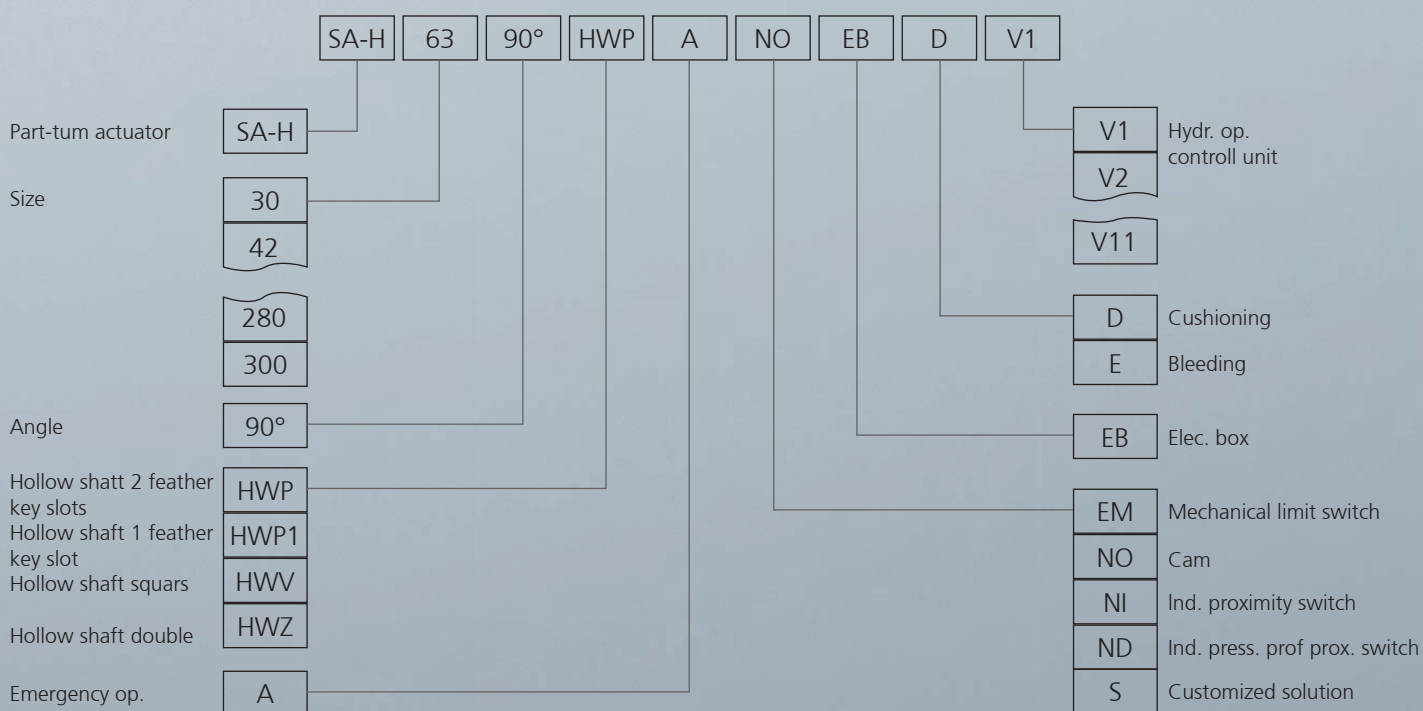 SA-H 63 90° HWP A NO EB D V1
Part-tum actuator
SA-H
Size
30
42
280
300
Angle
90°
Hollow shatt 2 feather
key slots
HWP
Hollow shaft 1 feather
key slot
HWP1
Hollow shaft squars
HWV
Hollow shaft double
HWZ
Emergency op.
A
V1
Hydr. op.
controll unit
V2
V11
D
Cushioning
E
Bleeding
EB
Elec. box
EM
Mechanical limit switch
NO
Cam
NI
Ind. proximity switch
ND
Ind. press. prof prox. switch
S
Customized solution